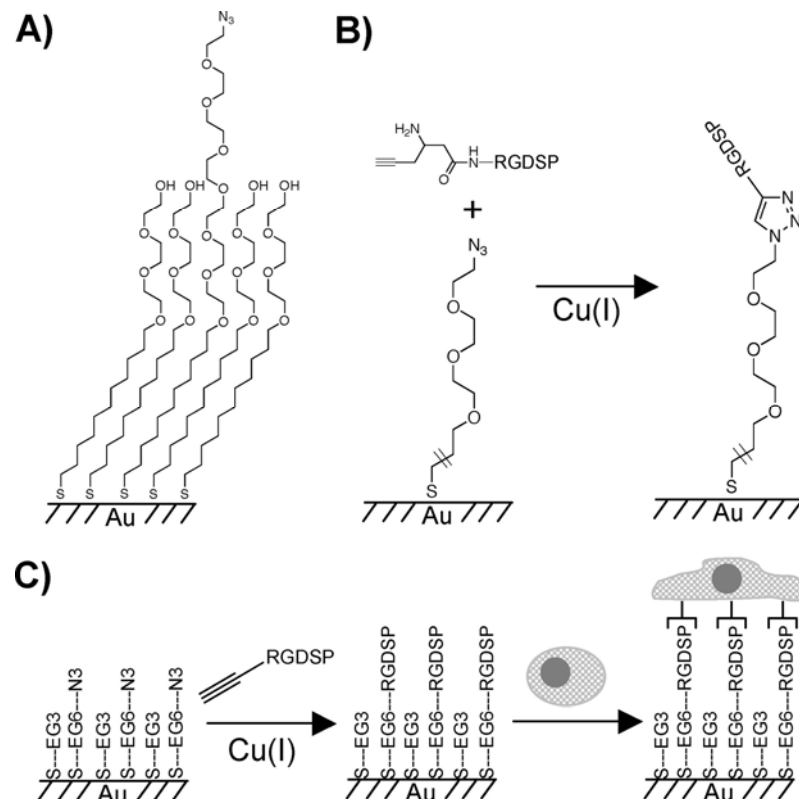 A)
N₃
O
O
O
OH OH OH OH
O O O O O
O O O O O
O O O O O
S S S S S
Au
B)
H₂N
H
N–RGDSP
O
+
N₃
O
O
O
S
Au
Cu(I)
RGDSP
N
N
N
O
O
O
S
Au
C)
S---EG3
S---EG6---N3
S---EG3
S---EG6---N3
S---EG3
S---EG6---N3
Au
RGDSP
Cu(I)
S---EG3
S---EG6---RGDSP
S---EG3
S---EG6---RGDSP
S---EG3
S---EG6---RGDSP
Au
S---EG3
S---EG6---RGDSP
S---EG3
S---EG6---RGDSP
S---EG3
S---EG6---RGDSP
Au